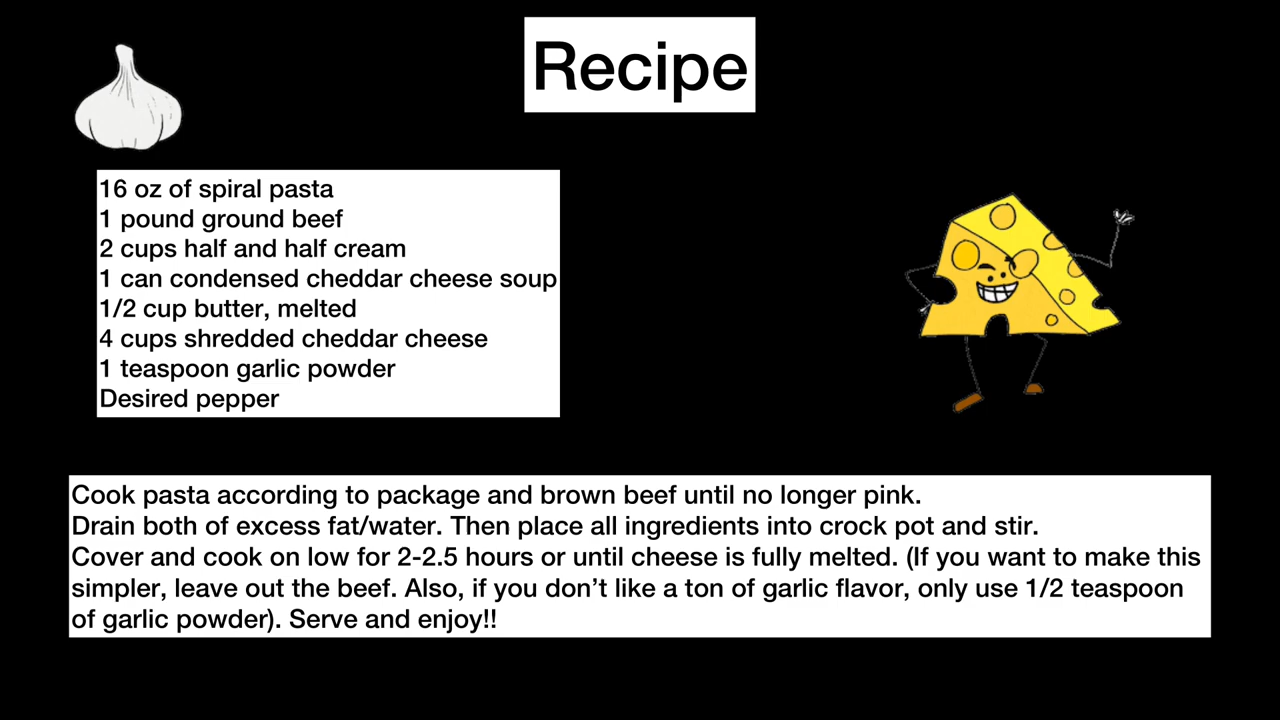 Recipe
16 oz of spiral pasta
1 pound ground beef
2 cups half and half cream
1 can condensed cheddar cheese soup
1/2 cup butter, melted
4 cups shredded cheddar cheese
1 teaspoon garlic powder
Desired pepper
Cook pasta according to package and brown beef until no longer pink.
Drain both of excess fat/water. Then place all ingredients into crock pot and stir.
Cover and cook on low for 2-2.5 hours or until cheese is fully melted. (If you want to make this
simpler, leave out the beef. Also, if you don’t like a ton of garlic flavor, only use 1/2 teaspoon
of garlic powder). Serve and enjoy!!